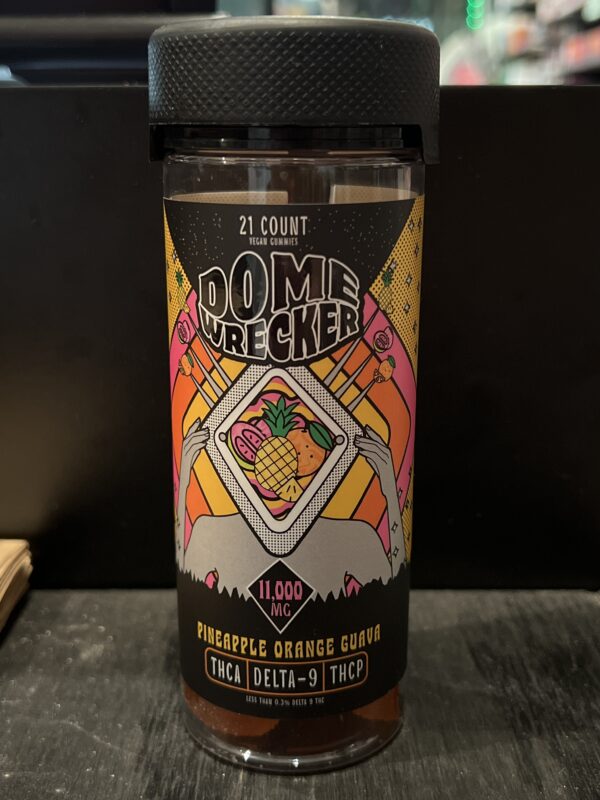 21 COUNT
VEGAN GUMMIES
DOME
WRECKER
11,000
MG
PINEAPPLE ORANGE GUAVA
THCA DELTA-9 THCP
LESS THAN 0.3% DELTA 9 THC